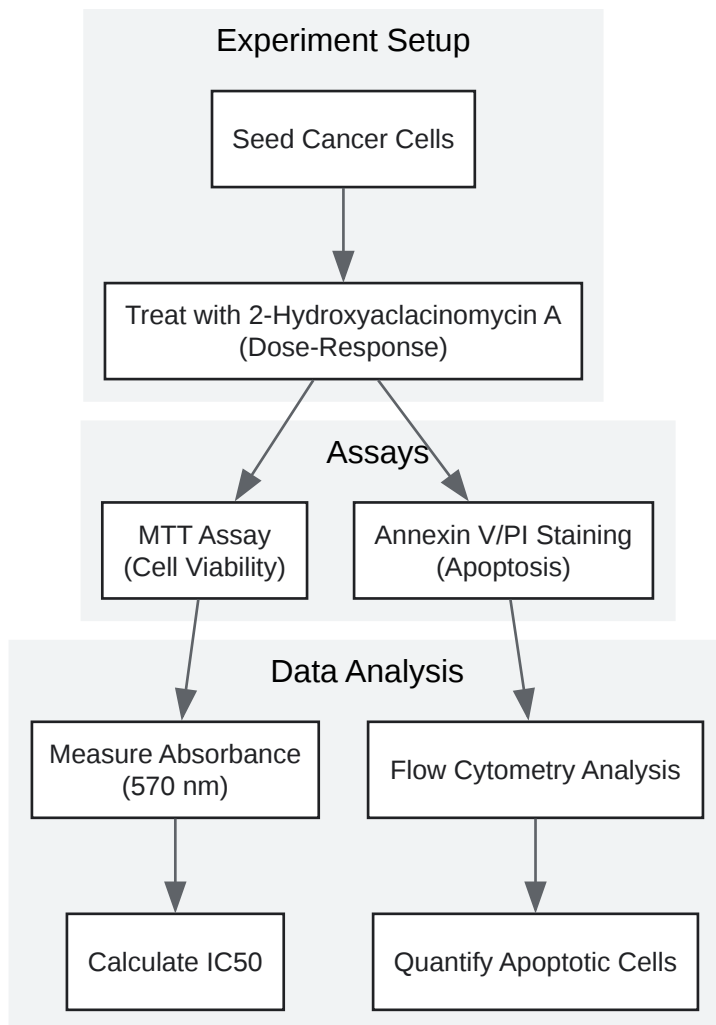 Experiment Setup
Seed Cancer Cells
Treat with 2-Hydroxyaclacinomycin A
(Dose-Response)
Assays
MTT Assay
(Cell Viability)
Annexin V/PI Staining
(Apoptosis)
Data Analysis
Measure Absorbance
(570 nm)
Flow Cytometry Analysis
Calculate IC50
Quantify Apoptotic Cells